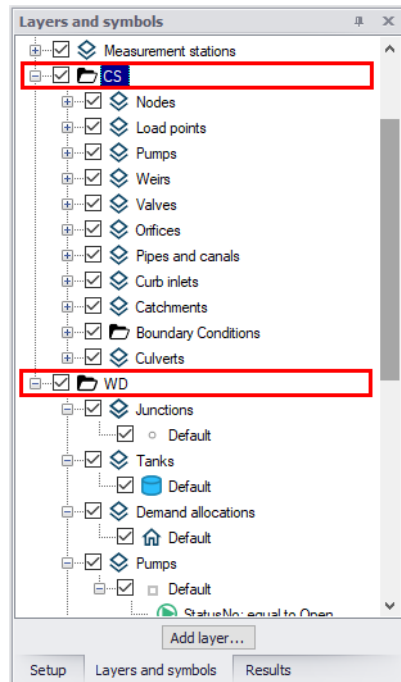 Layers and symbols
Measurement stations
CS
Nodes
Load points
Pumps
Weirs
Valves
Orifices
Pipes and canals
Curb inlets
Catchments
Boundary Conditions
Culverts
WD
Junctions
Default
Tanks
Default
Demand allocations
Default
Pumps
Default
StatusNo: equal to Open
Add layer...
Setup Layers and symbols Results